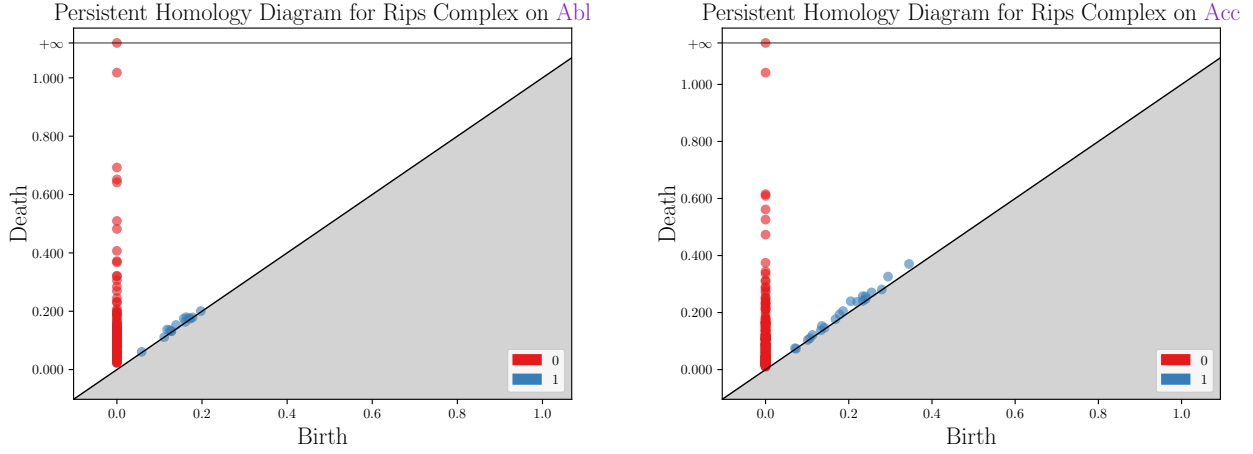 Persistent Homology Diagram for Rips Complex on Abl
+∞
1.000
0.800
0.600
0.400
0.200
0.000
Death
0.0 0.2 0.4 0.6 0.8 1.0
Birth
0
1
Persistent Homology Diagram for Rips Complex on Acc
+∞
1.000
0.800
0.600
0.400
0.200
0.000
Death
0.0 0.2 0.4 0.6 0.8 1.0
Birth
0
1